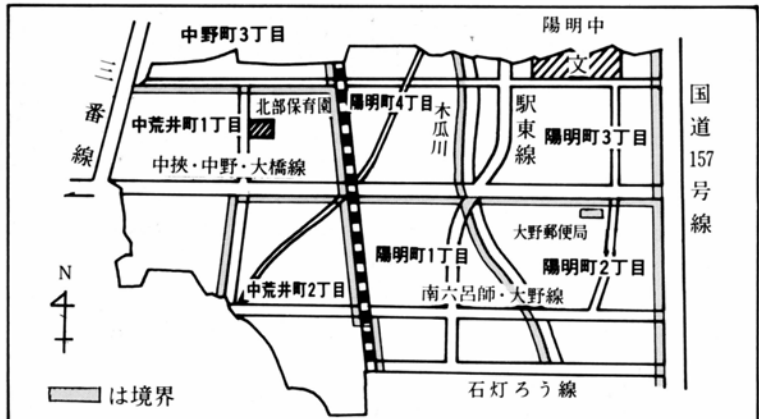 中野町3丁目
陽明中
文
三番線
北部保育園
陽明町4丁目
木瓜川
駅東線
国道157号線
中荒井町1丁目
陽明町3丁目
中挾・中野・大橋線
大野郵便局
陽明町1丁目
陽明町2丁目
N
中荒井町2丁目
南六呂師・大野線
は境界
石灯ろう線